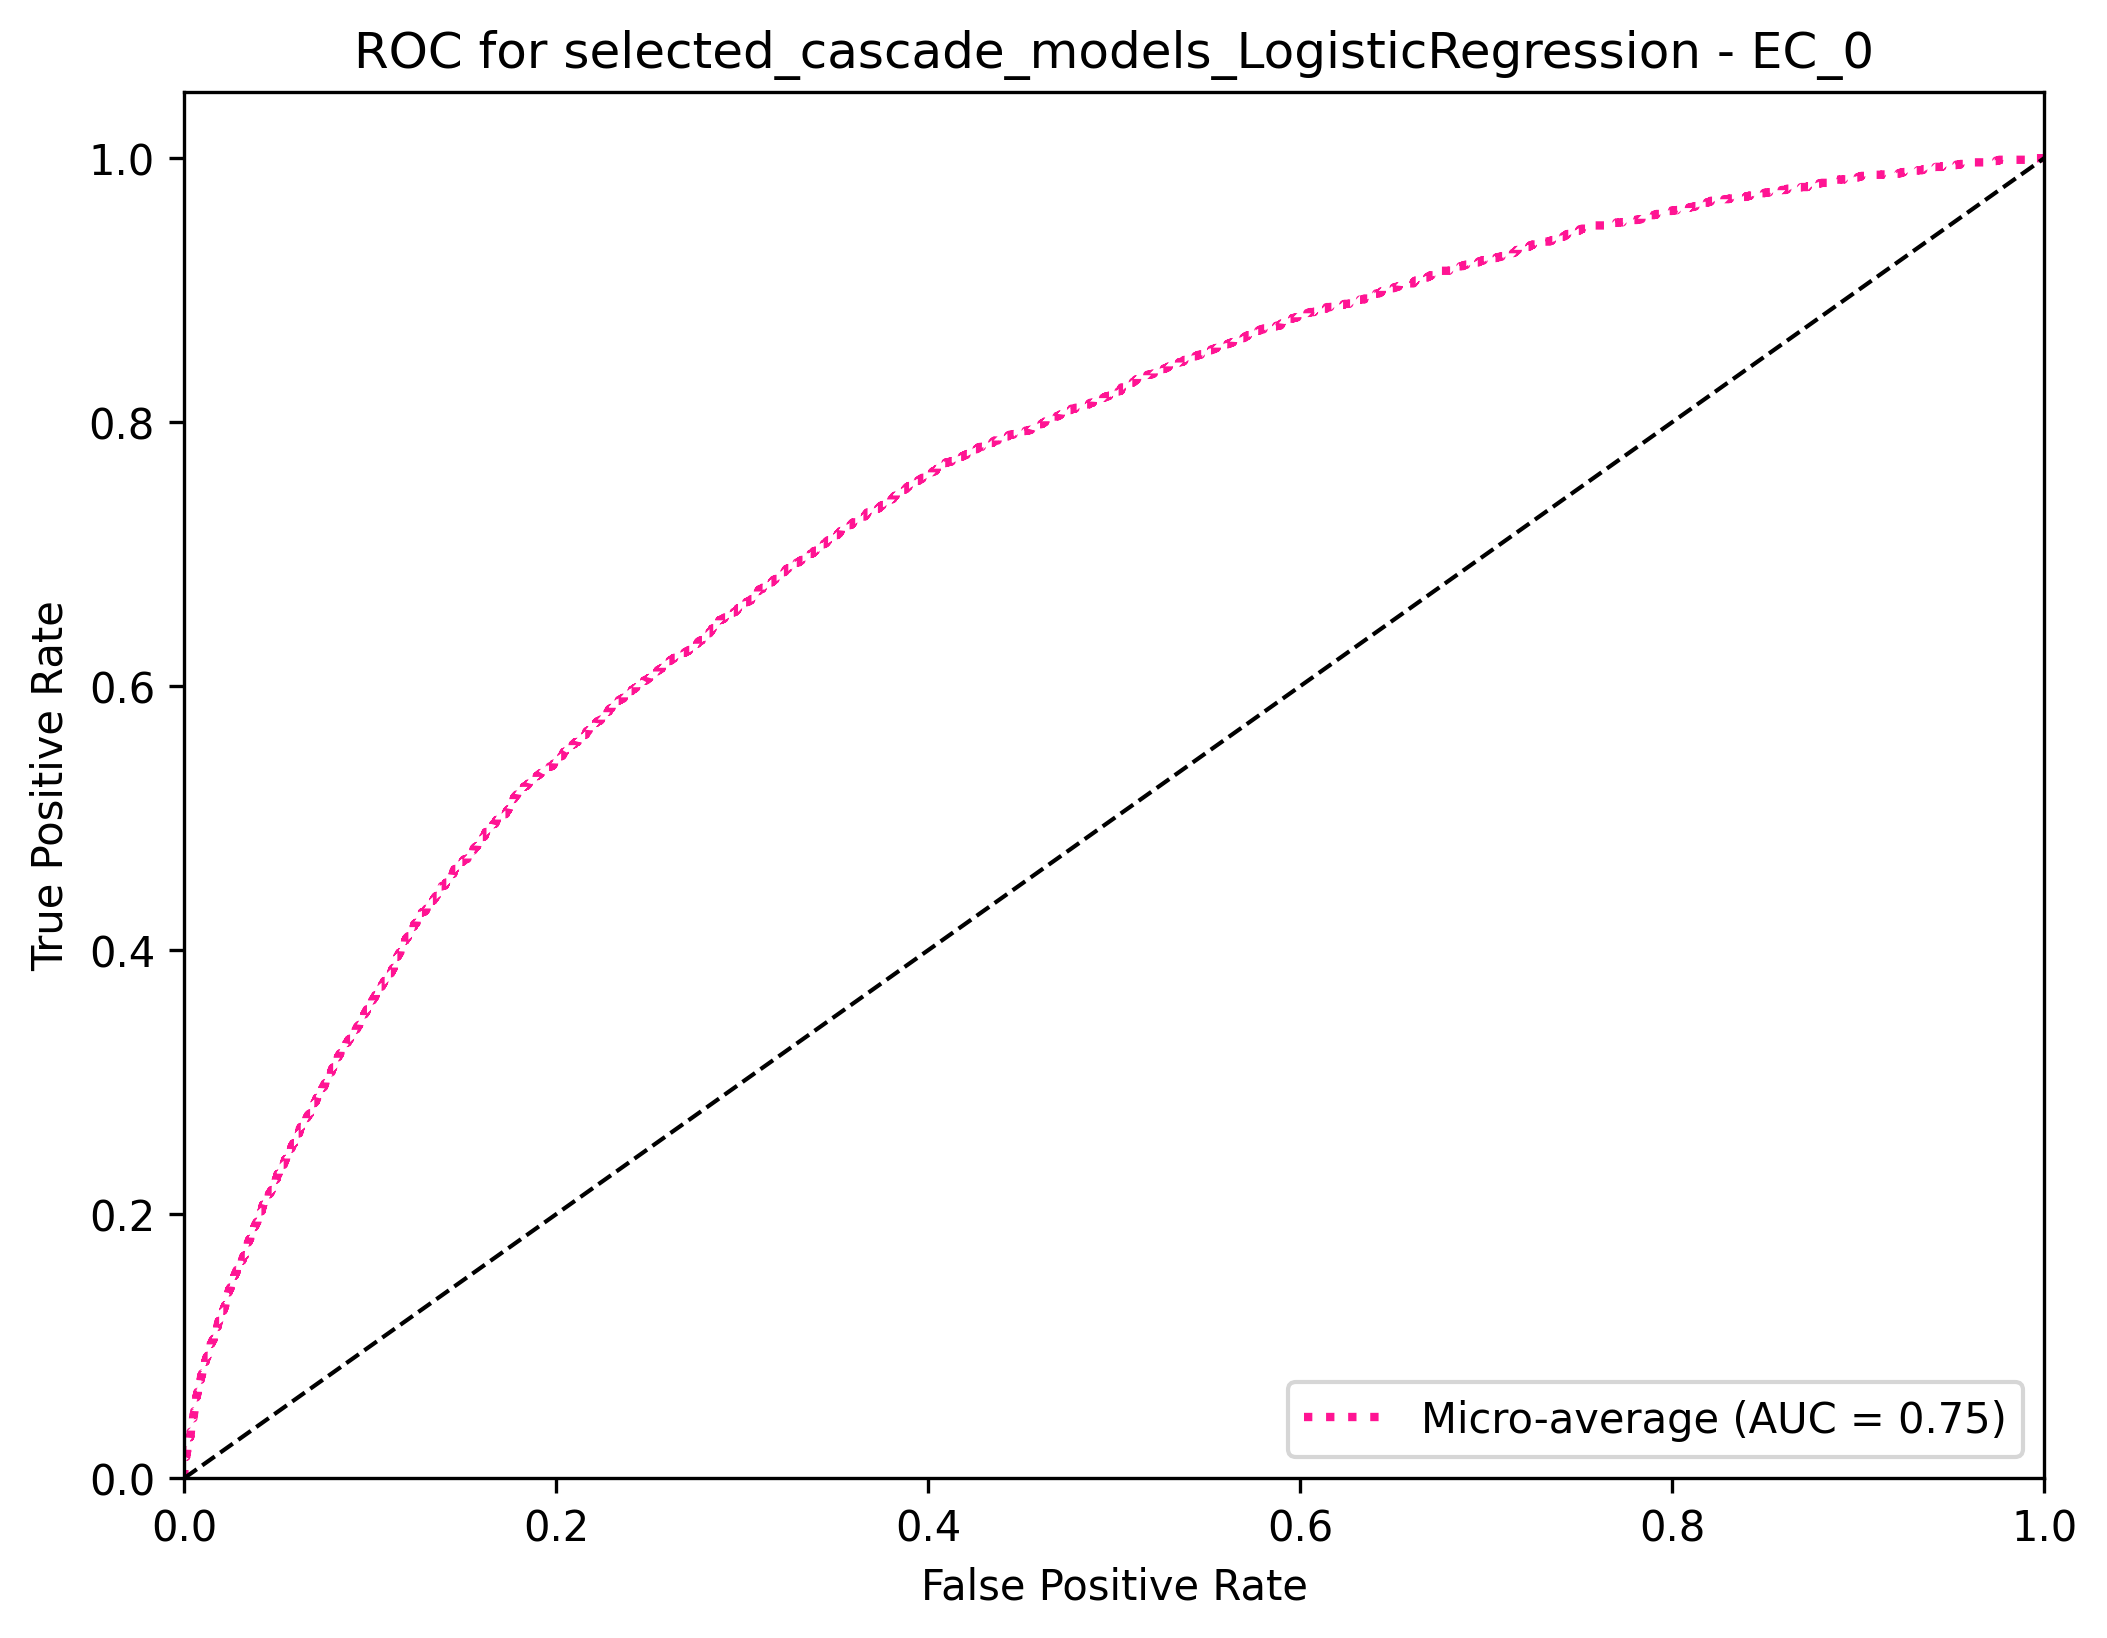 ROC for selected_cascade_models_LogisticRegression - EC_0
True Positive Rate
1.0
0.8
0.6
0.4
0.2
0.0
Micro-average (AUC = 0.75)
0.0 0.2 0.4 0.6 0.8 1.0
False Positive Rate